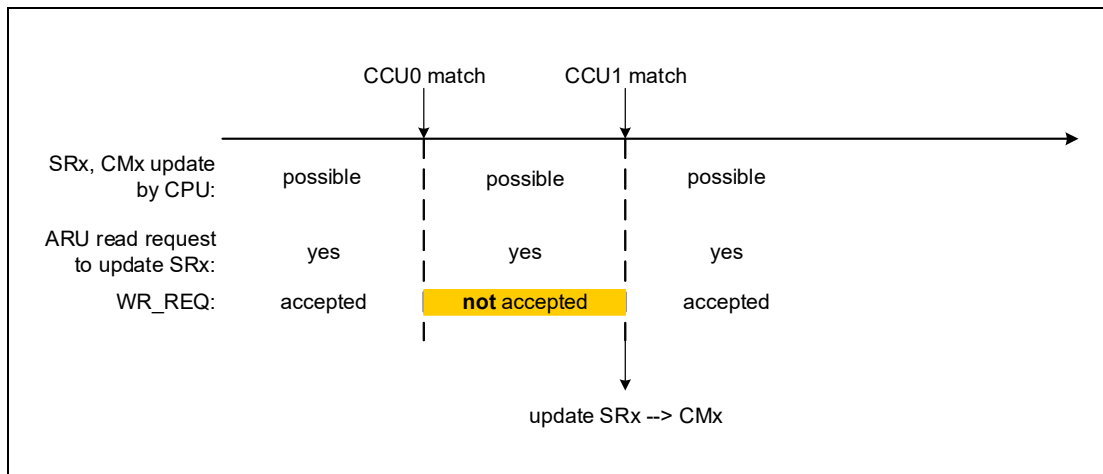 CCU0 match CCU1 match
SRx, CMx update
by CPU: possible possible possible
ARU read request
to update SRx: yes yes yes
WR_REQ: accepted not accepted accepted
update SRx --> CMx